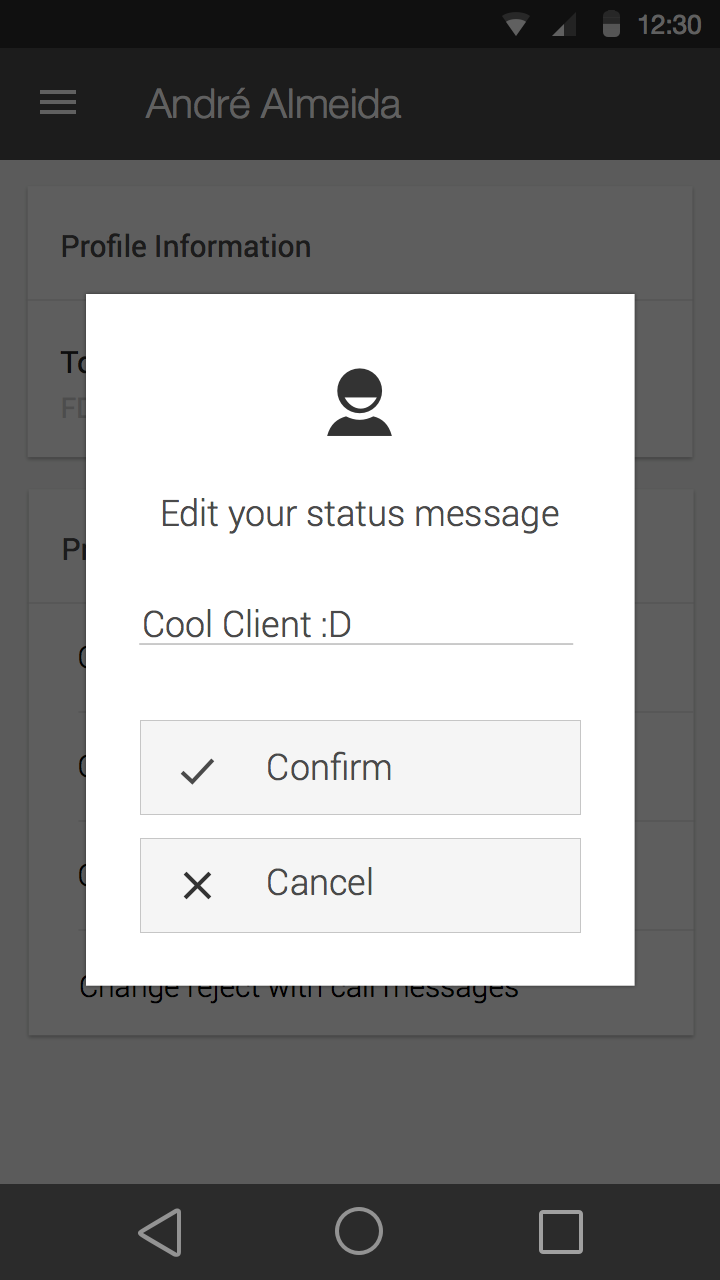 12:30
André Almeida
Profile Information
Edit your status message
Cool Client :D
Confirm
Cancel
Change reject with call messages